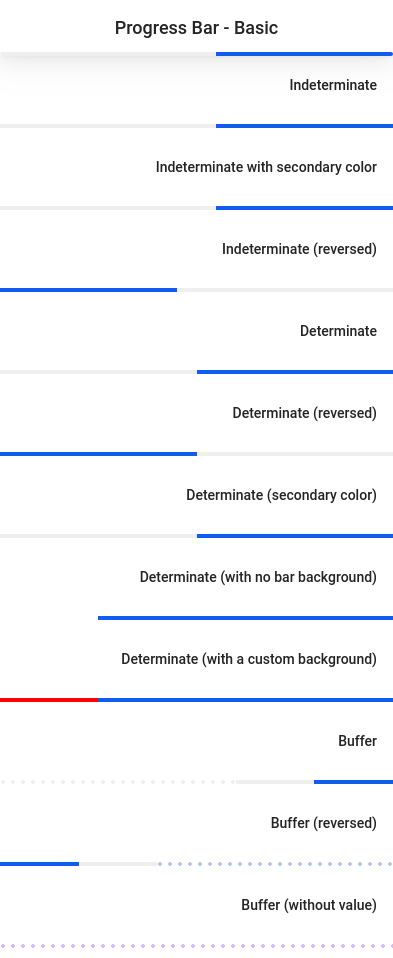 Progress Bar - Basic
Indeterminate
Indeterminate with secondary color
Indeterminate (reversed)
Determinate
Determinate (reversed)
Determinate (secondary color)
Determinate (with no bar background)
Determinate (with a custom background)
Buffer
Buffer (reversed)
Buffer (without value)